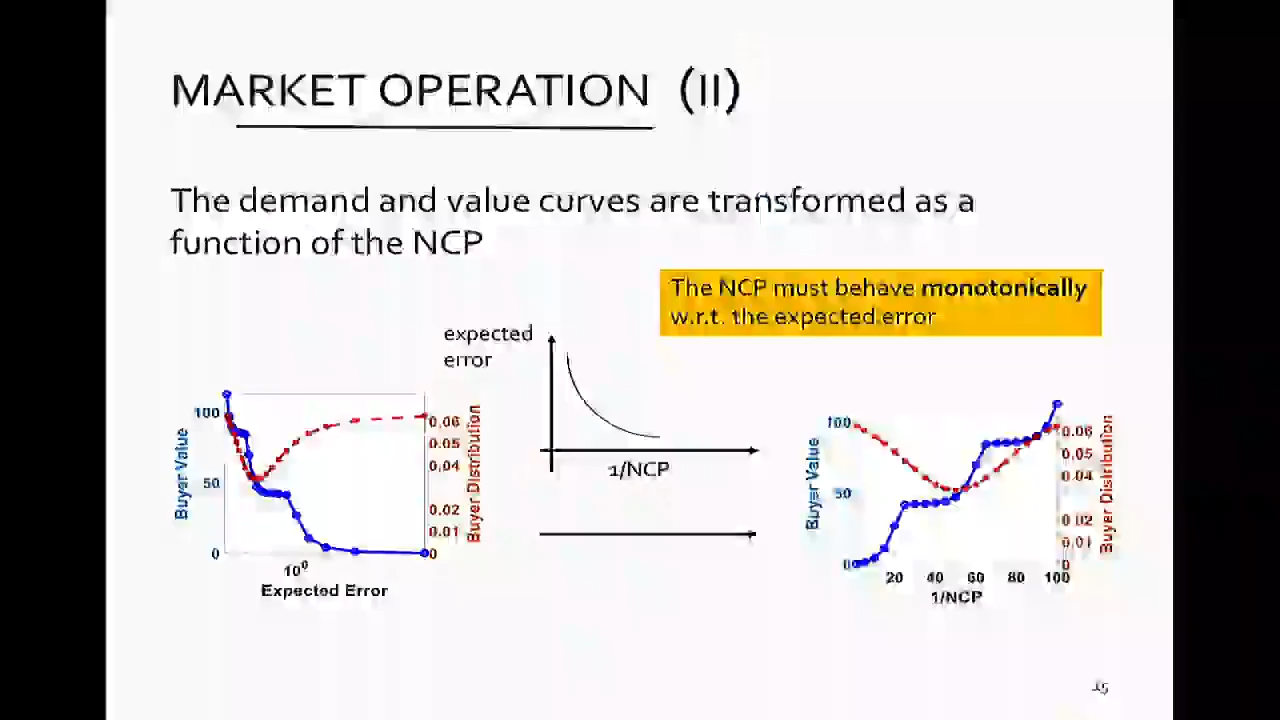 MARKET OPERATION (II)
The demand and value curves are transformed as a
function of the NCP
The NCP must behave monotonically
w.r.t. the expected error
expected
error
1/NCP
100
50
0
Buyer Value
0.06
0.05
0.04
0.02
0.01
0
Buyer Distribution
10⁰
Expected Error
100
50
0
Buyer Value
0.06
0.05
0.04
0.02
0.01
0
Buyer Distribution
20 40 60 80 100
1/NCP
15